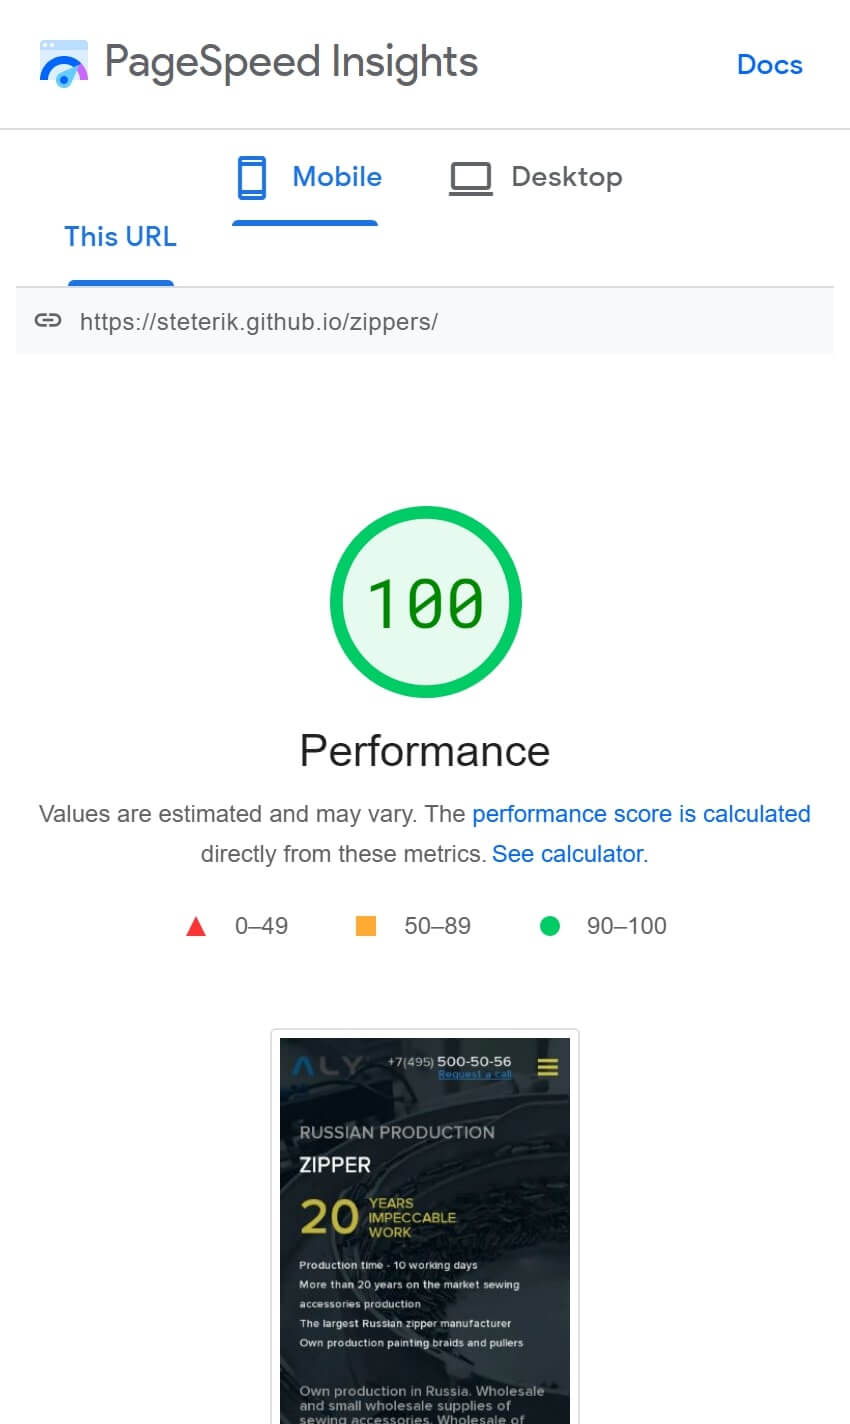 PageSpeed Insights
Docs
Mobile
Desktop
This URL
https://steterik.github.io/zippers/
100
Performance
Values are estimated and may vary. The performance score is calculated
directly from these metrics. See calculator.
0–49
50–89
90–100
ALY
+7(495) 500-50-56
Request a call
RUSSIAN PRODUCTION
ZIPPER
20
YEARS
IMPECCABLE
WORK
Production time - 10 working days
More than 20 years on the market sewing
accessories production
The largest Russian zipper manufacturer
Own production painting braids and pullers
Own production in Russia. Wholesale
and small wholesale supplies of
sewing accessories. Wholesale of